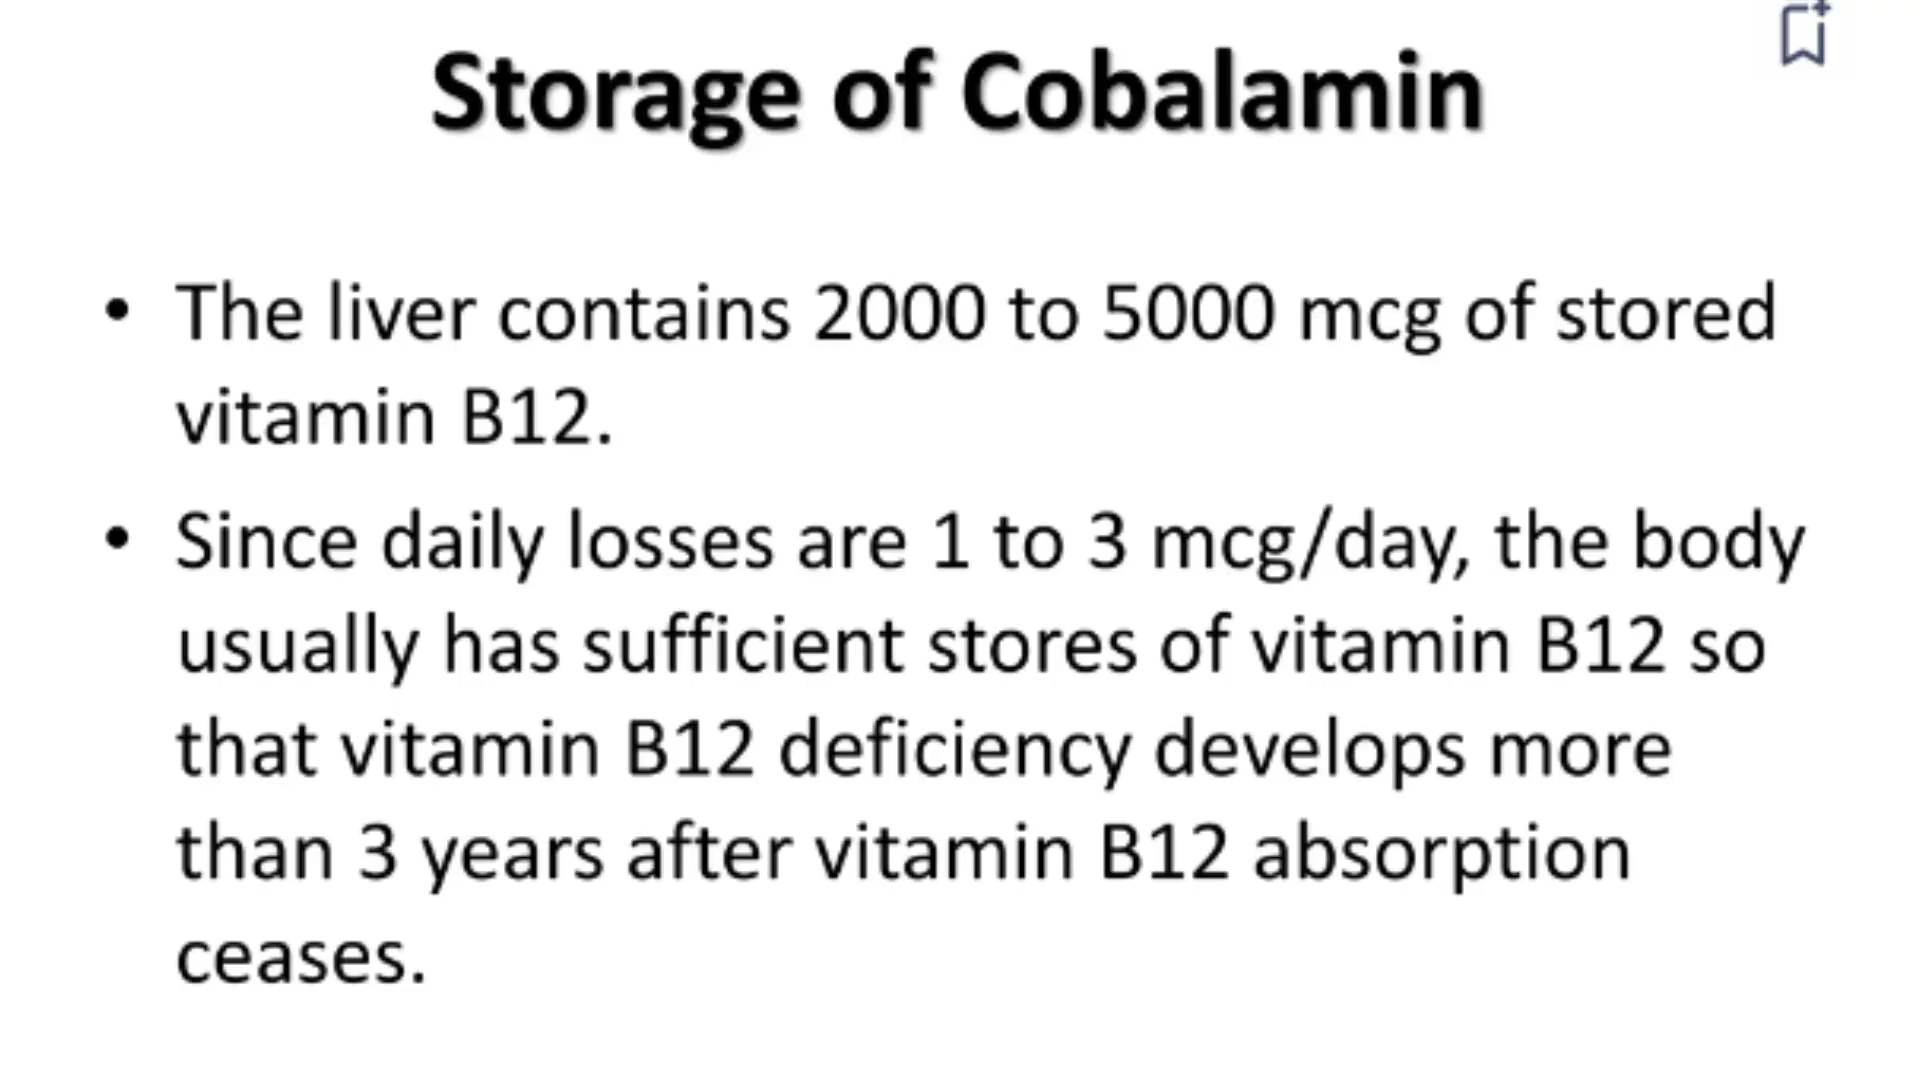 Storage of Cobalamin
• The liver contains 2000 to 5000 mcg of stored
vitamin B12.
• Since daily losses are 1 to 3 mcg/day, the body
usually has sufficient stores of vitamin B12 so
that vitamin B12 deficiency develops more
than 3 years after vitamin B12 absorption
ceases.